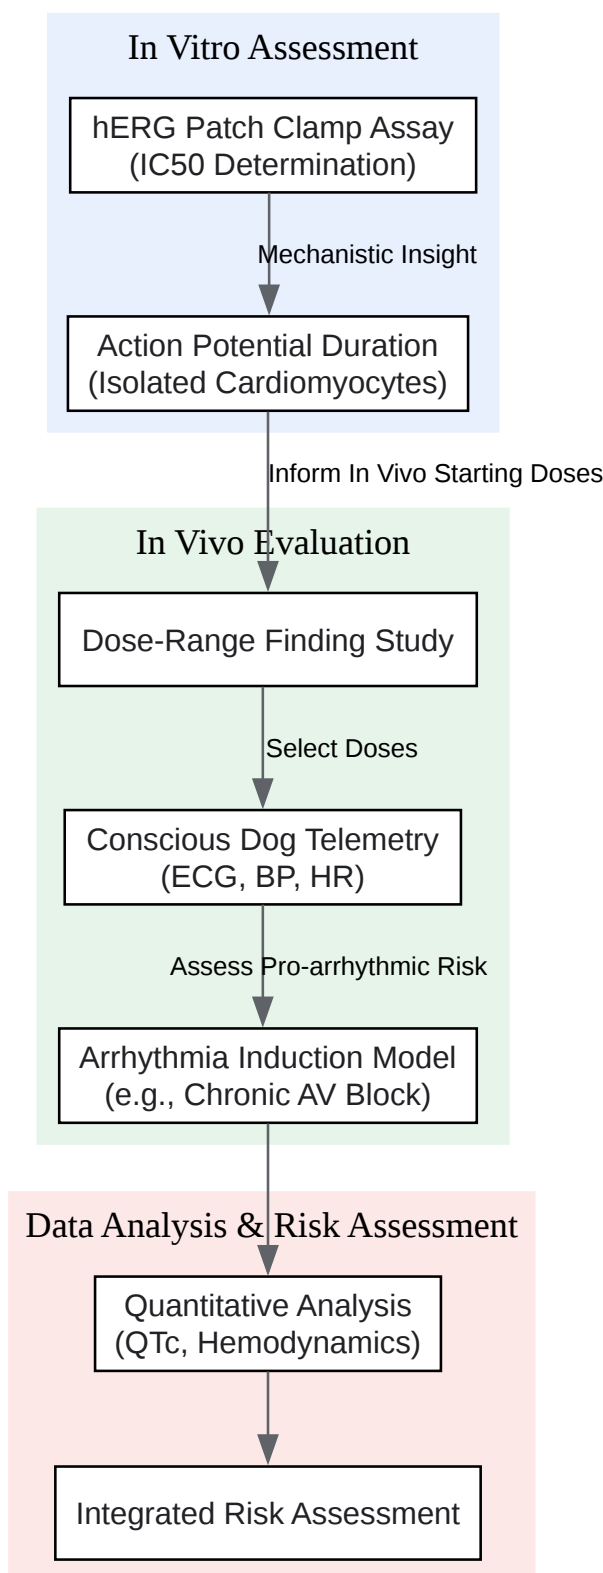 In Vitro Assessment
hERG Patch Clamp Assay
(IC50 Determination)
Mechanistic Insight
Action Potential Duration
(Isolated Cardiomyocytes)
Inform In Vivo Starting Doses
In Vivo Evaluation
Dose-Range Finding Study
Select Doses
Conscious Dog Telemetry
(ECG, BP, HR)
Assess Pro-arrhythmic Risk
Arrhythmia Induction Model
(e.g., Chronic AV Block)
Data Analysis & Risk Assessment
Quantitative Analysis
(QTc, Hemodynamics)
Integrated Risk Assessment